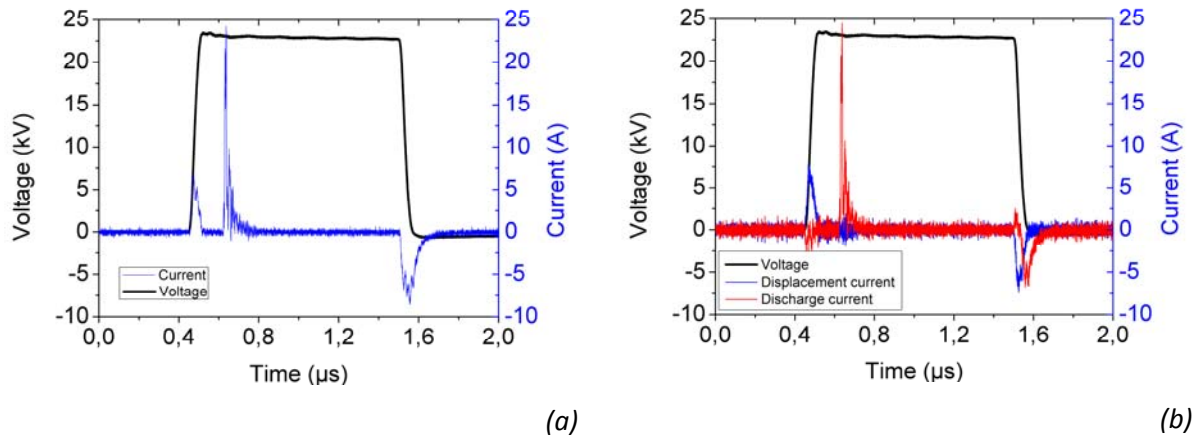 25
20
15
10
5
0
-5
-10
Voltage (kV)
25
20
15
10
5
0
-5
-10
Current (A)
Current
Voltage
0,0 0,4 0,8 1,2 1,6 2,0
Time (µs)
(a)
25
20
15
10
5
0
-5
-10
Voltage (kV)
25
20
15
10
5
0
-5
-10
Current (A)
Voltage
Displacement current
Discharge current
0,0 0,4 0,8 1,2 1,6 2,0
Time (µs)
(b)